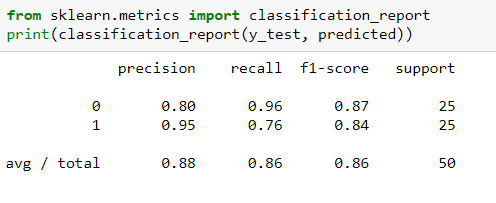 from sklearn.metrics import classification_report
print(classification_report(y_test, predicted))
precision recall f1-score support
0 0.80 0.96 0.87 25
1 0.95 0.76 0.84 25
avg / total 0.88 0.86 0.86 50